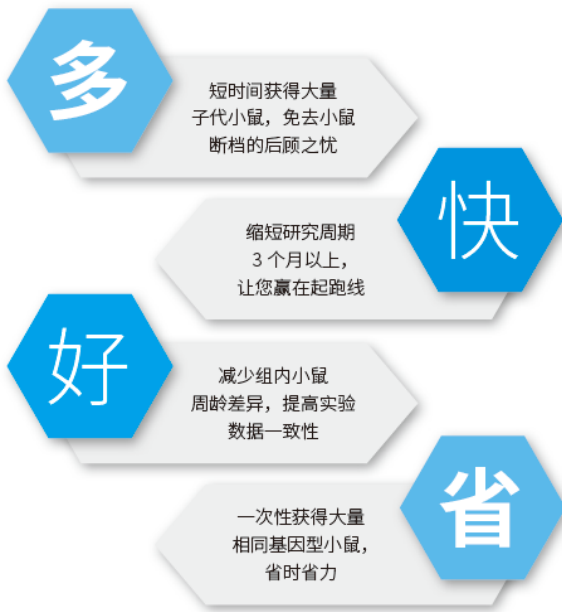 多
短时间获得大量
子代小鼠，免去小鼠
断档的后顾之忧
快
缩短研究周期
3 个月以上，
让您赢在起跑线
好
减少组内小鼠
周龄差异，提高实验
数据一致性
省
一次性获得大量
相同基因型小鼠，
省时省力